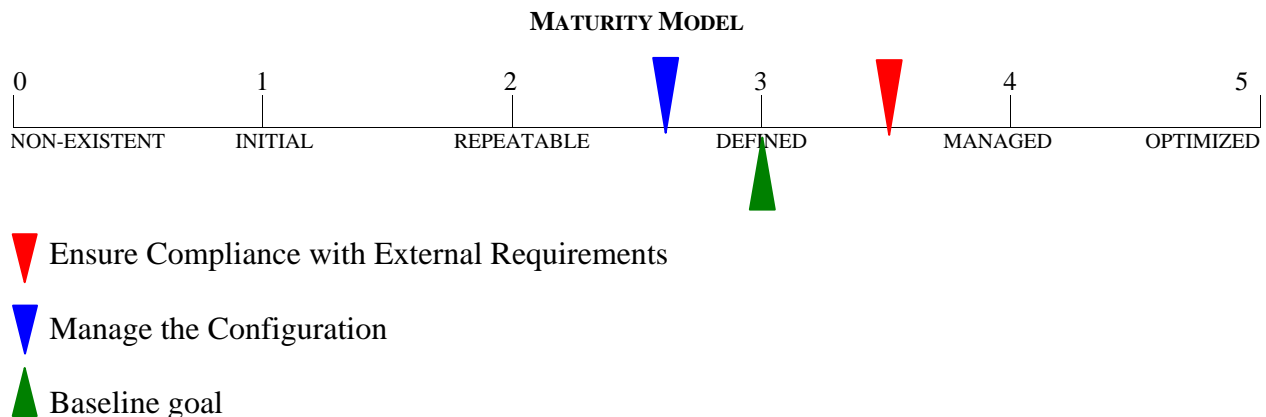 MATURITY MODEL
0 1 2 3 4 5
NON-EXISTENT INITIAL REPEATABLE DEFINED MANAGED OPTIMIZED
Ensure Compliance with External Requirements
Manage the Configuration
Baseline goal